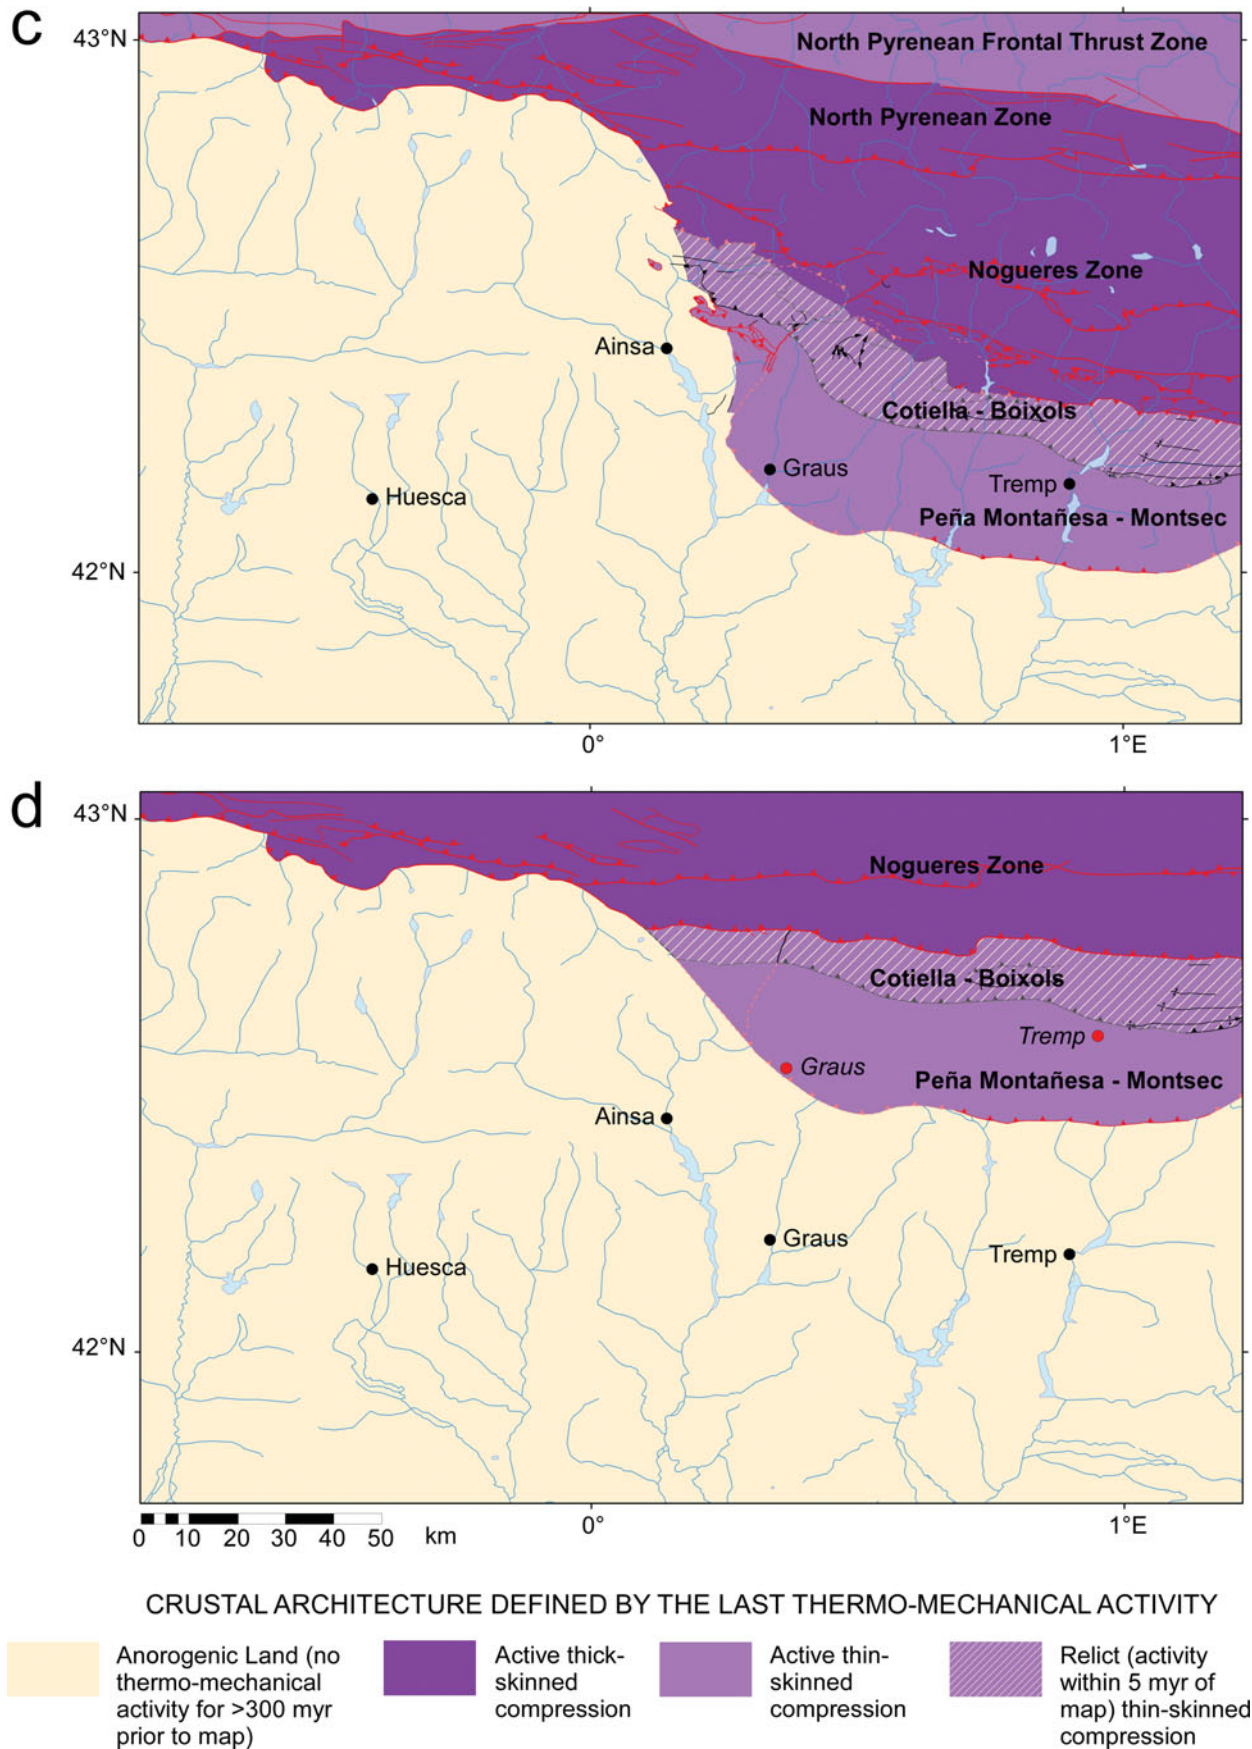 c
43°N
North Pyrenean Frontal Thrust Zone
North Pyrenean Zone
Nogueres Zone
Ainsa
Cotiella - Boixols
Graus
Tremp
Huesca
Peña Montañesa - Montsec
42°N
0°
1°E
d
43°N
Nogueres Zone
Cotiella - Boixols
Tremp
Graus
Peña Montañesa - Montsec
Ainsa
Graus
Tremp
Huesca
42°N
0 10 20 30 40 50 km
0°
1°E
CRUSTAL ARCHITECTURE DEFINED BY THE LAST THERMO-MECHANICAL ACTIVITY
Anorogenic Land (no
thermo-mechanical
activity for >300 myr
prior to map)
Active thick-
skinned
compression
Active thin-
skinned
compression
Relict (activity
within 5 myr of
map) thin-skinned
compression